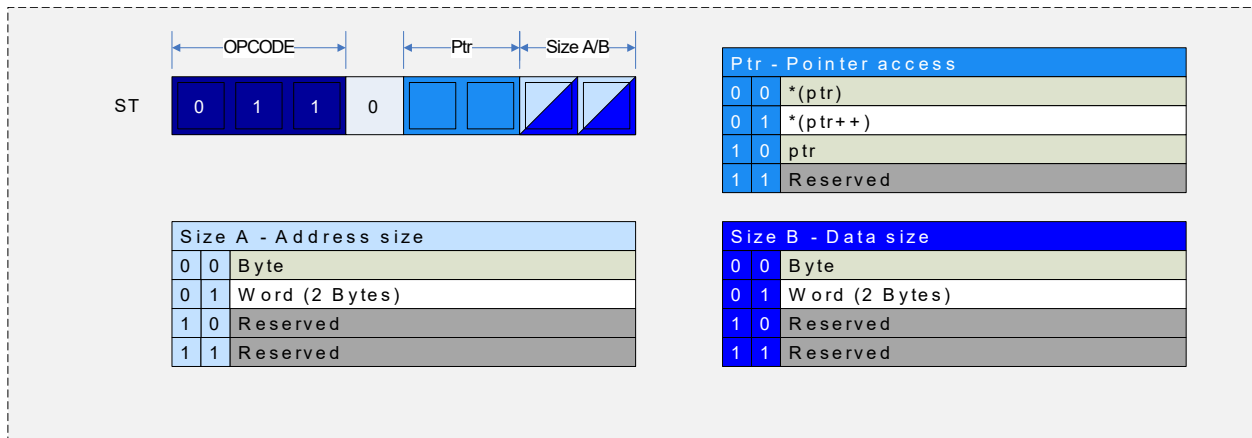 OPCODE Ptr Size A/B
ST 0 1 1 0
Ptr - Pointer access
0 0 *(ptr)
0 1 *(ptr++)
1 0 ptr
1 1 Reserved
Size A - Address size
0 0 Byte
0 1 Word (2 Bytes)
1 0 Reserved
1 1 Reserved
Size B - Data size
0 0 Byte
0 1 Word (2 Bytes)
1 0 Reserved
1 1 Reserved